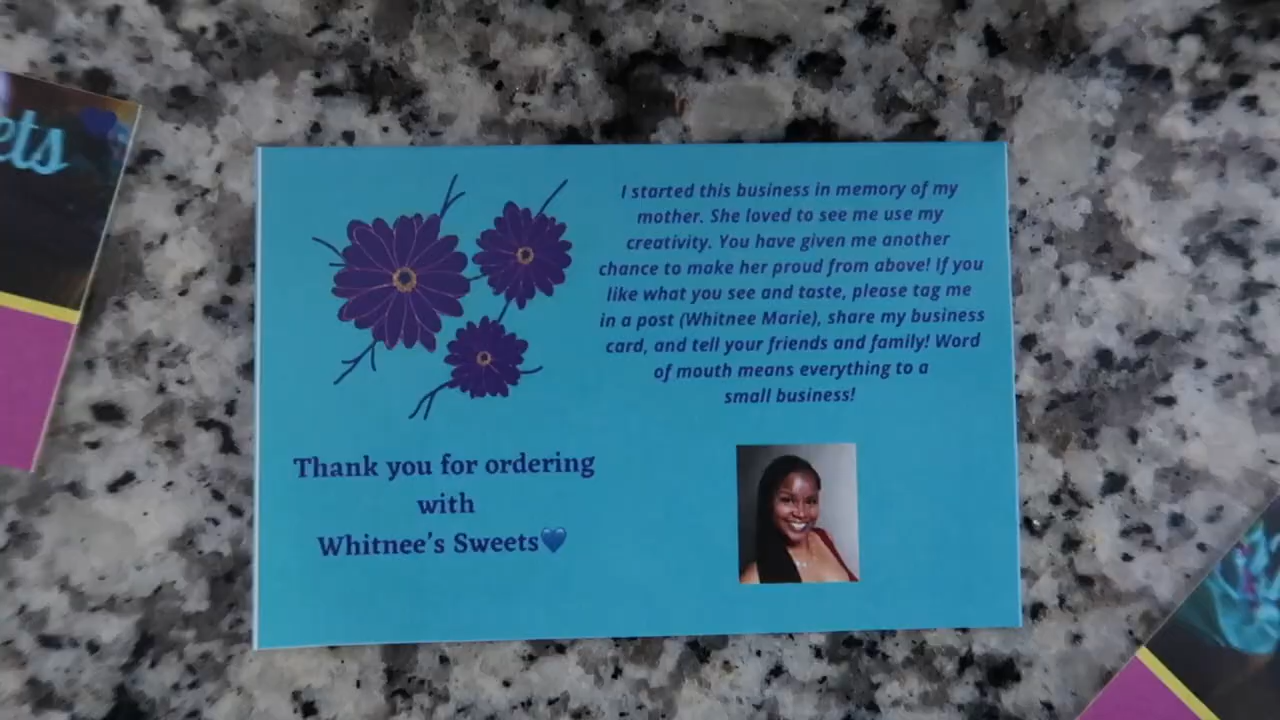 ets
I started this business in memory of my
mother. She loved to see me use my
creativity. You have given me another
chance to make her proud from above! If you
like what you see and taste, please tag me
in a post (Whitnee Marie), share my business
card, and tell your friends and family! Word
of mouth means everything to a
small business!
Thank you for ordering
with
Whitnee's Sweets💙